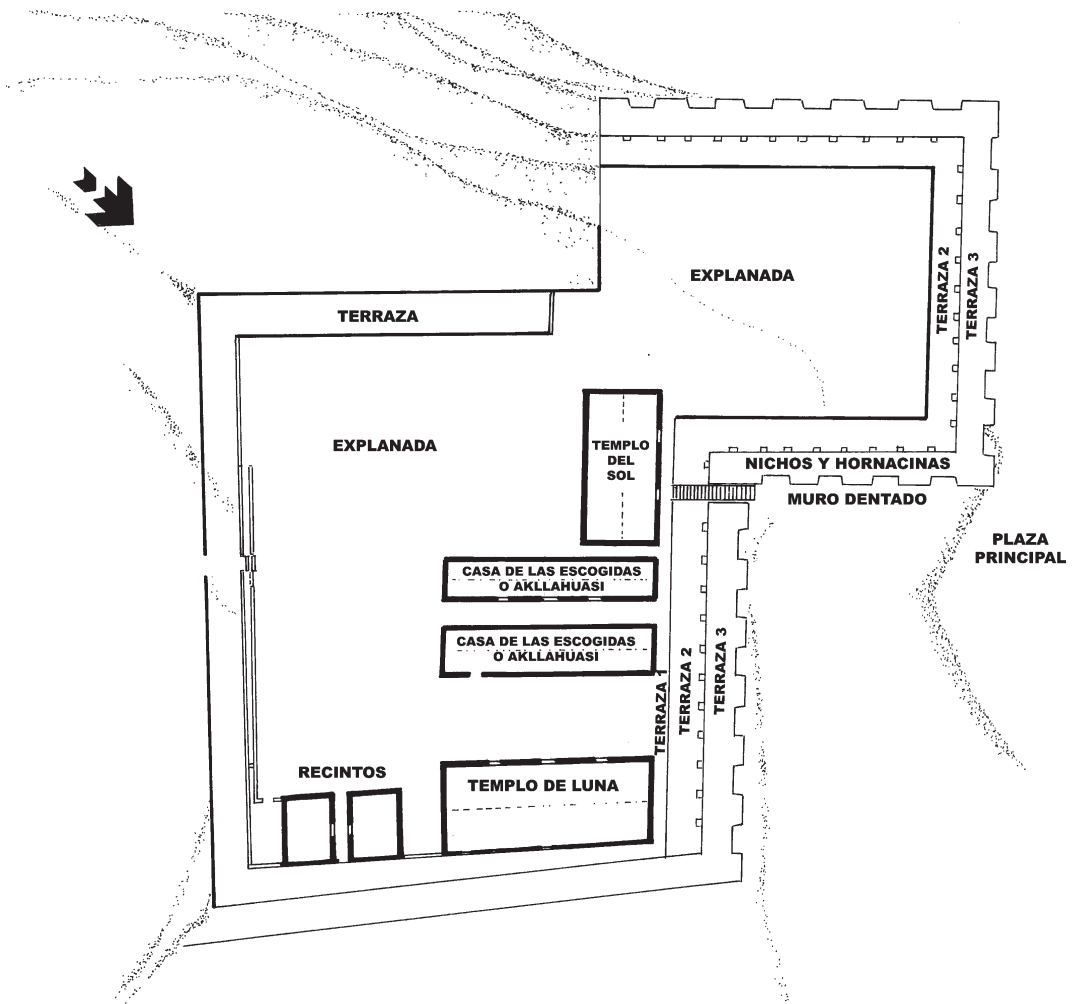 EXPLANADA
TERRAZA 2
TERRAZA 3
TERRAZA
EXPLANADA
TEMPLO
DEL
SOL
NICHOS Y HORNACINAS
MURO DENTADO
PLAZA
PRINCIPAL
CASA DE LAS ESCOGIDAS
O AKLLAHUASI
CASA DE LAS ESCOGIDAS
O AKLLAHUASI
TERRAZA 1
TERRAZA 2
TERRAZA 3
RECINTOS
TEMPLO DE LUNA